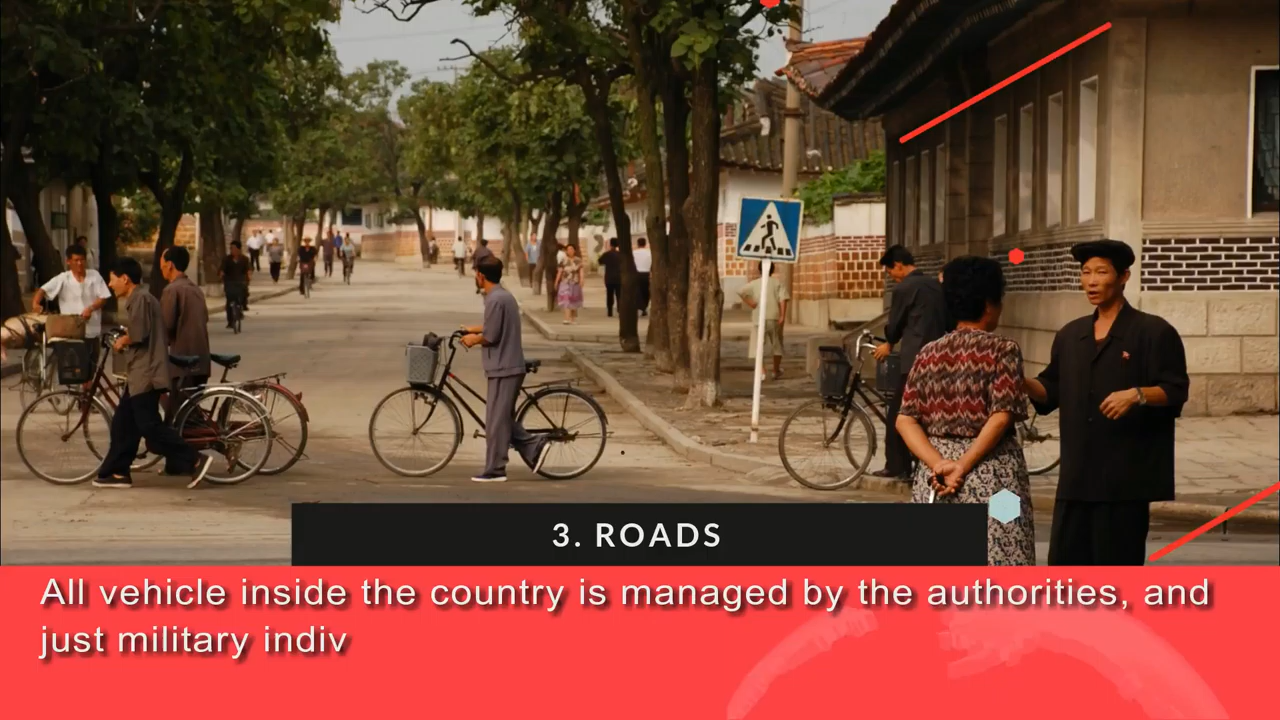 3. ROADS
All vehicle inside the country is managed by the authorities, and
just military indiv